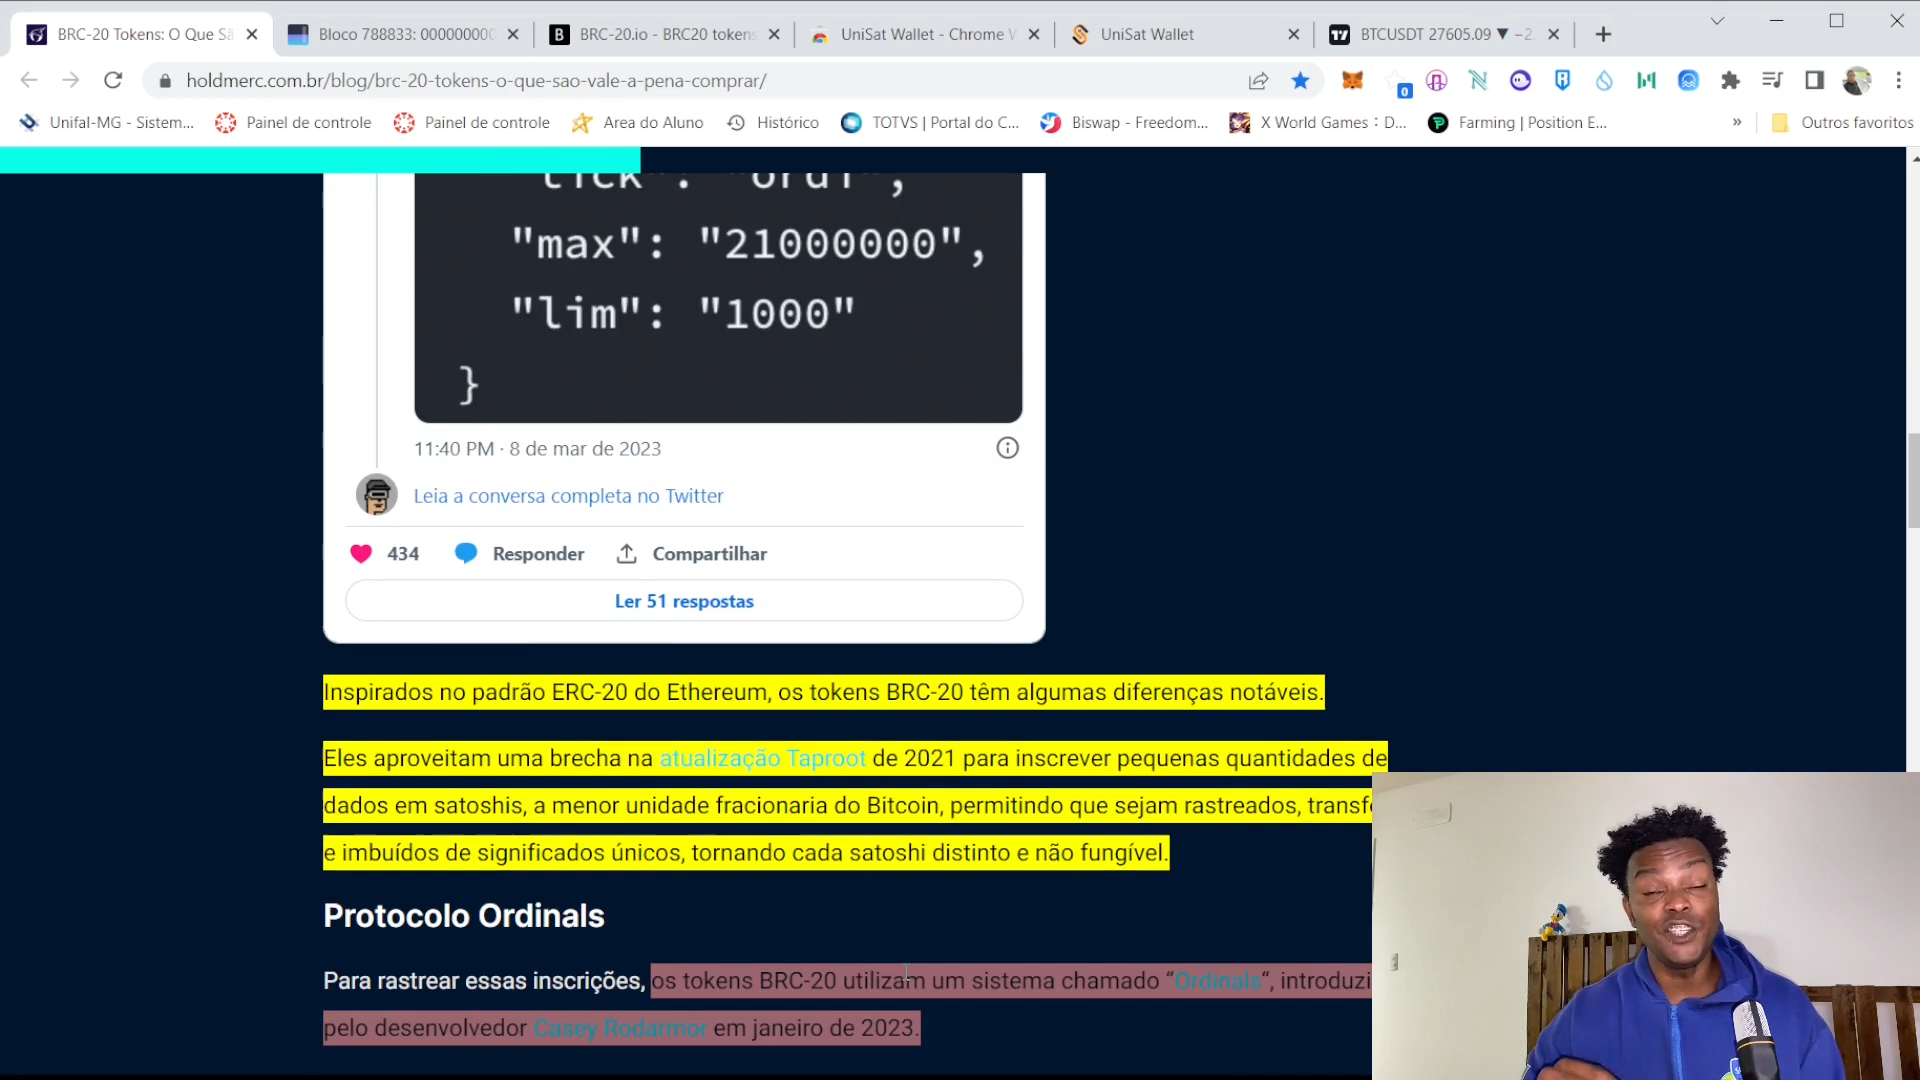 BRC-20 Tokens: O Que Sã
Bloco 788833: 000000000
BRC-20.io - BRC20 tokens
UniSat Wallet - Chrome W
UniSat Wallet
BTCUSDT 27605.09 ▼ −2
holdmerc.com.br/blog/brc-20-tokens-o-que-sao-vale-a-pena-comprar/
0
Unifal-MG - Sistem...
Painel de controle
Painel de controle
Area do Aluno
Histórico
TOTVS | Portal do C...
Biswap - Freedom...
X World Games : D...
Farming | Position E...
»
Outros favoritos
"tick": "ordi",
"max": "21000000",
"lim": "1000"
}
11:40 PM · 8 de mar de 2023
Leia a conversa completa no Twitter
434 Responder Compartilhar
Ler 51 respostas
Inspirados no padrão ERC-20 do Ethereum, os tokens BRC-20 têm algumas diferenças notáveis.
Eles aproveitam uma brecha na atualização Taproot de 2021 para inscrever pequenas quantidades de
dados em satoshis, a menor unidade fracionaria do Bitcoin, permitindo que sejam rastreados, transfe
e imbuídos de significados únicos, tornando cada satoshi distinto e não fungível.
Protocolo Ordinals
Para rastrear essas inscrições, os tokens BRC-20 utilizam um sistema chamado “Ordinals“, introduzi
pelo desenvolvedor Casey Rodarmor em janeiro de 2023.